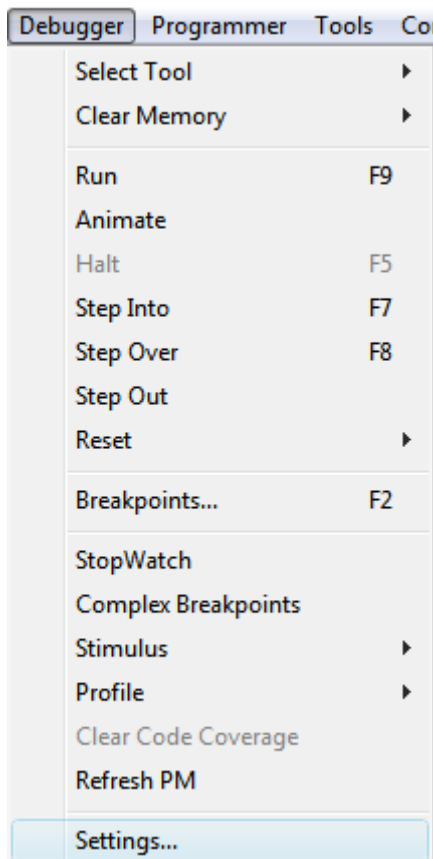 Debugger Programmer Tools Co
Select Tool
Clear Memory
Run F9
Animate
Halt F5
Step Into F7
Step Over F8
Step Out
Reset
Breakpoints... F2
StopWatch
Complex Breakpoints
Stimulus
Profile
Clear Code Coverage
Refresh PM
Settings...